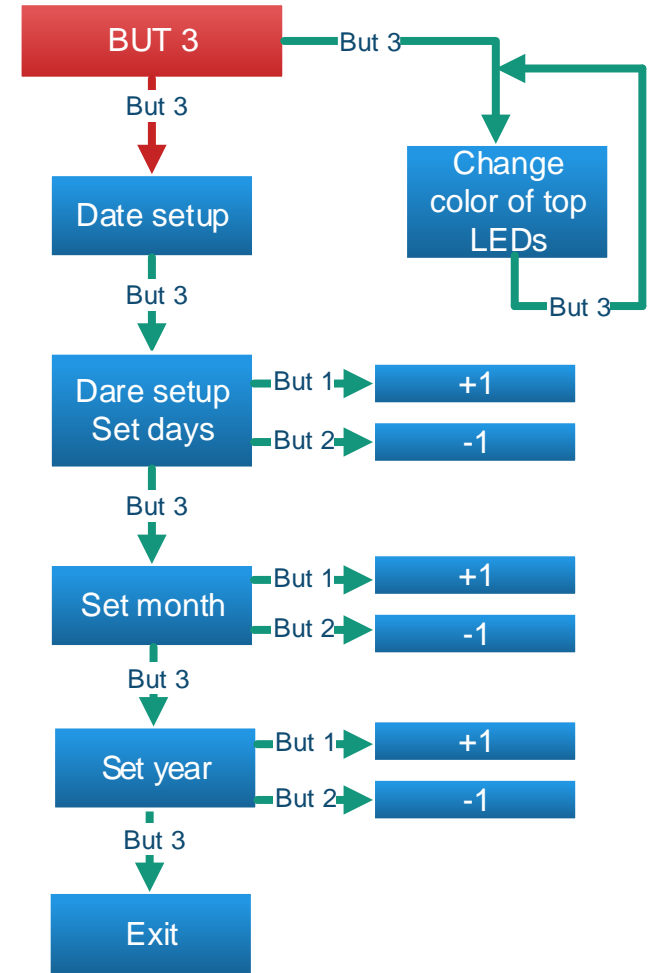 BUT 3
But 3
But 3
Change
color of top
LEDs
But 3
Date setup
But 3
Dare setup
Set days
But 1
+1
But 2
-1
But 3
Set month
But 1
+1
But 2
-1
But 3
Set year
But 1
+1
But 2
-1
But 3
Exit